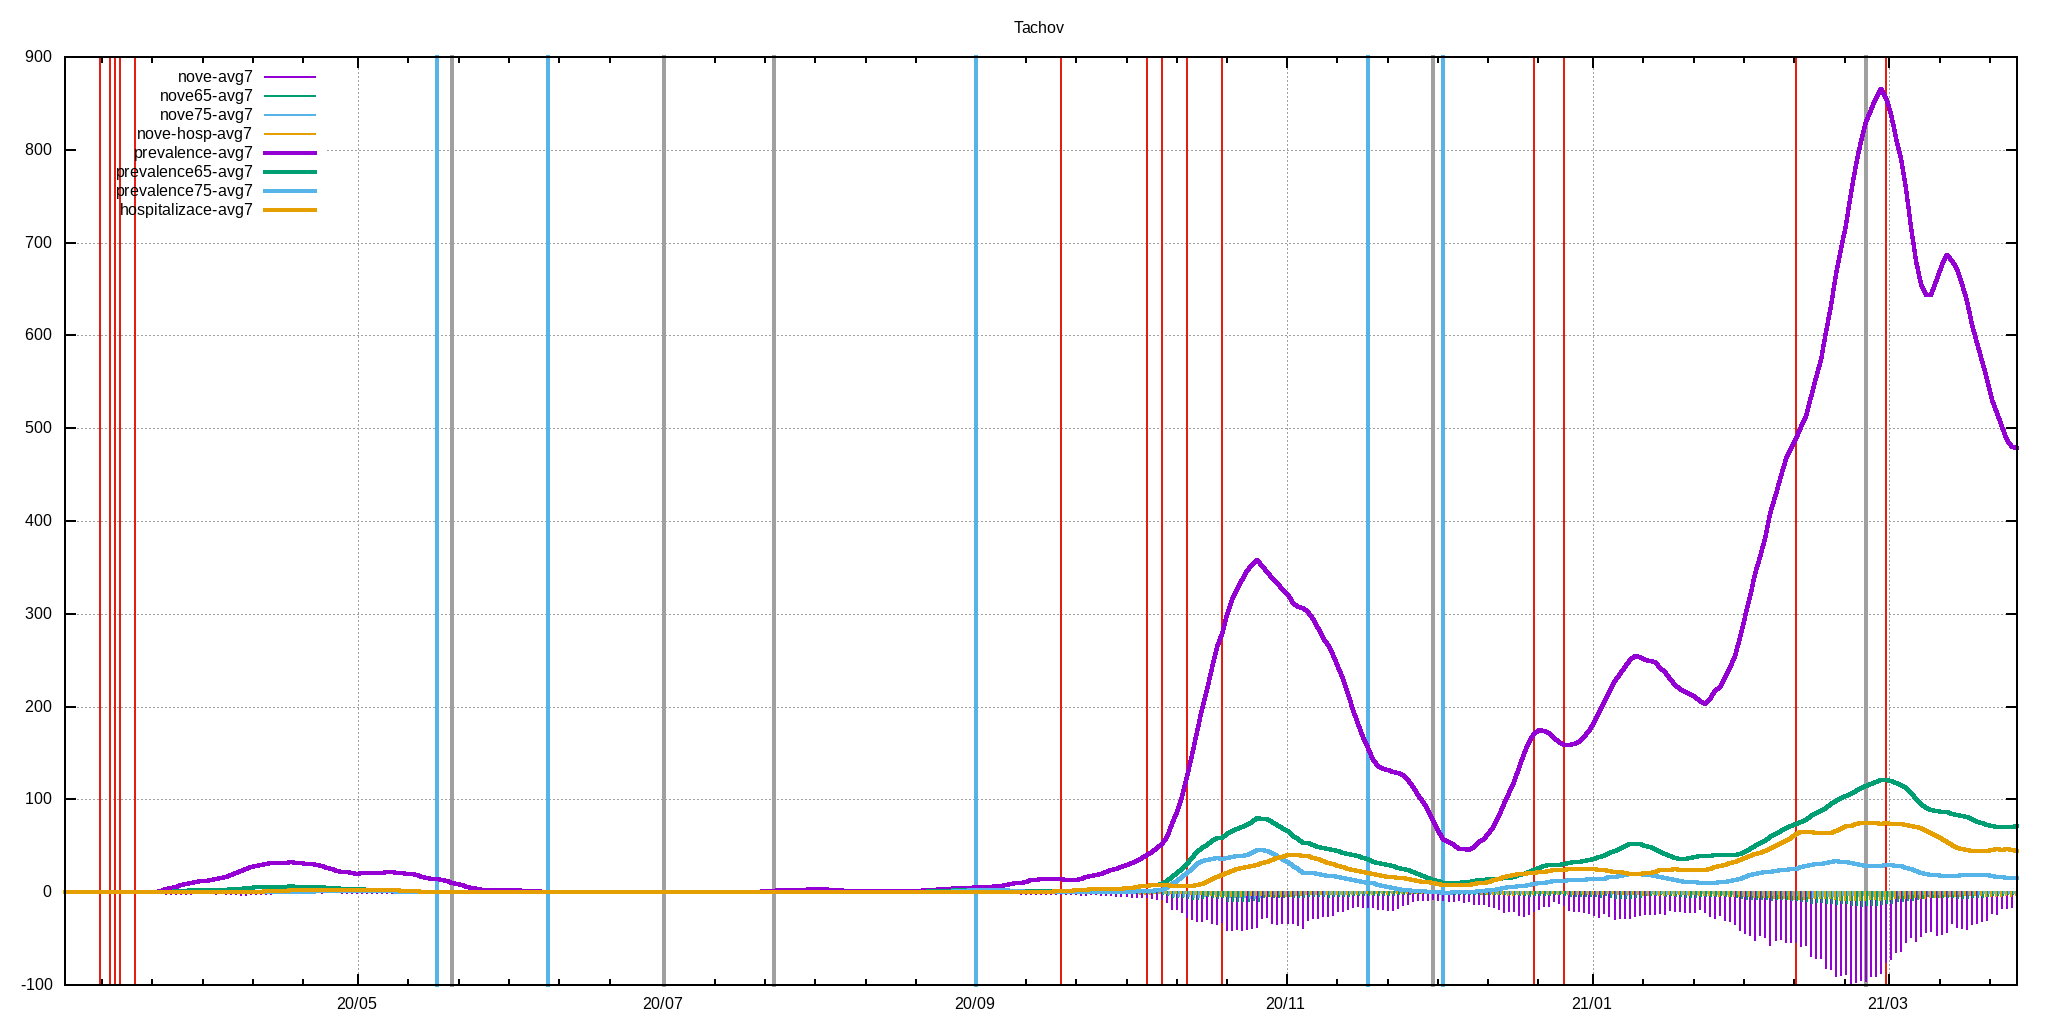 Tachov
900
800
700
600
500
400
300
200
100
0
-100
nove-avg7
nove65-avg7
nove75-avg7
nove-hosp-avg7
prevalence-avg7
prevalence65-avg7
prevalence75-avg7
hospitalizace-avg7
20/05
20/07
20/09
20/11
21/01
21/03